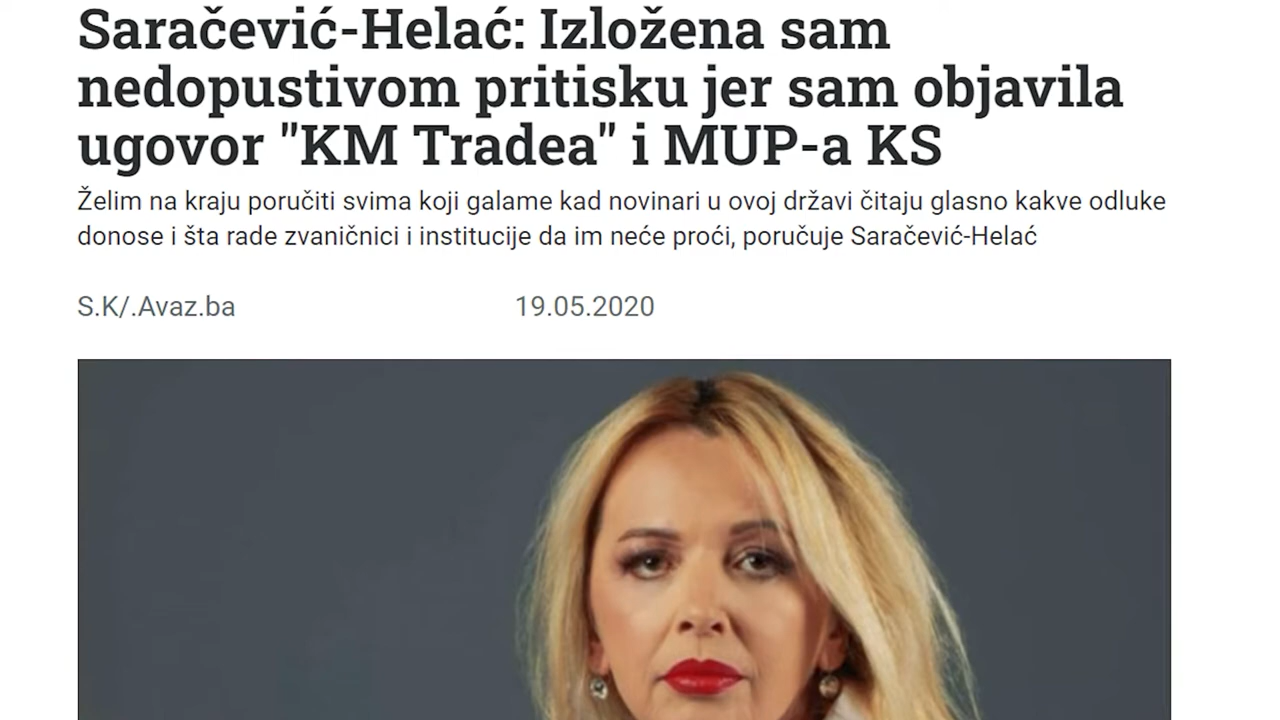 Saračević-Helać: Izložena sam
nedopustivom pritisku jer sam objavila
ugovor "KM Tradea" i MUP-a KS
Želim na kraju poručiti svima koji galame kad novinari u ovoj državi čitaju glasno kakve odluke
donose i šta rade zvaničnici i institucije da im neće proći, poručuje Saračević-Helać
S.K/.Avaz.ba 19.05.2020